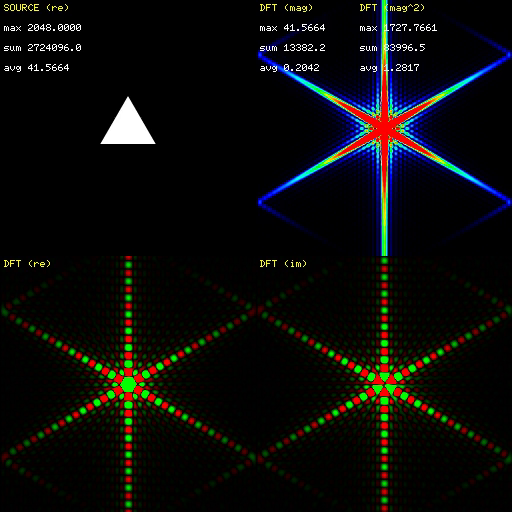 SOURCE (re)
max 2048.0000
sum 2724096.0
avg 41.5664
DFT (mag)
max 41.5664
sum 13382.2
avg 0.2042
DFT (mag^2)
max 1727.7661
sum 83996.5
avg 1.2817
DFT (re)
DFT (im)